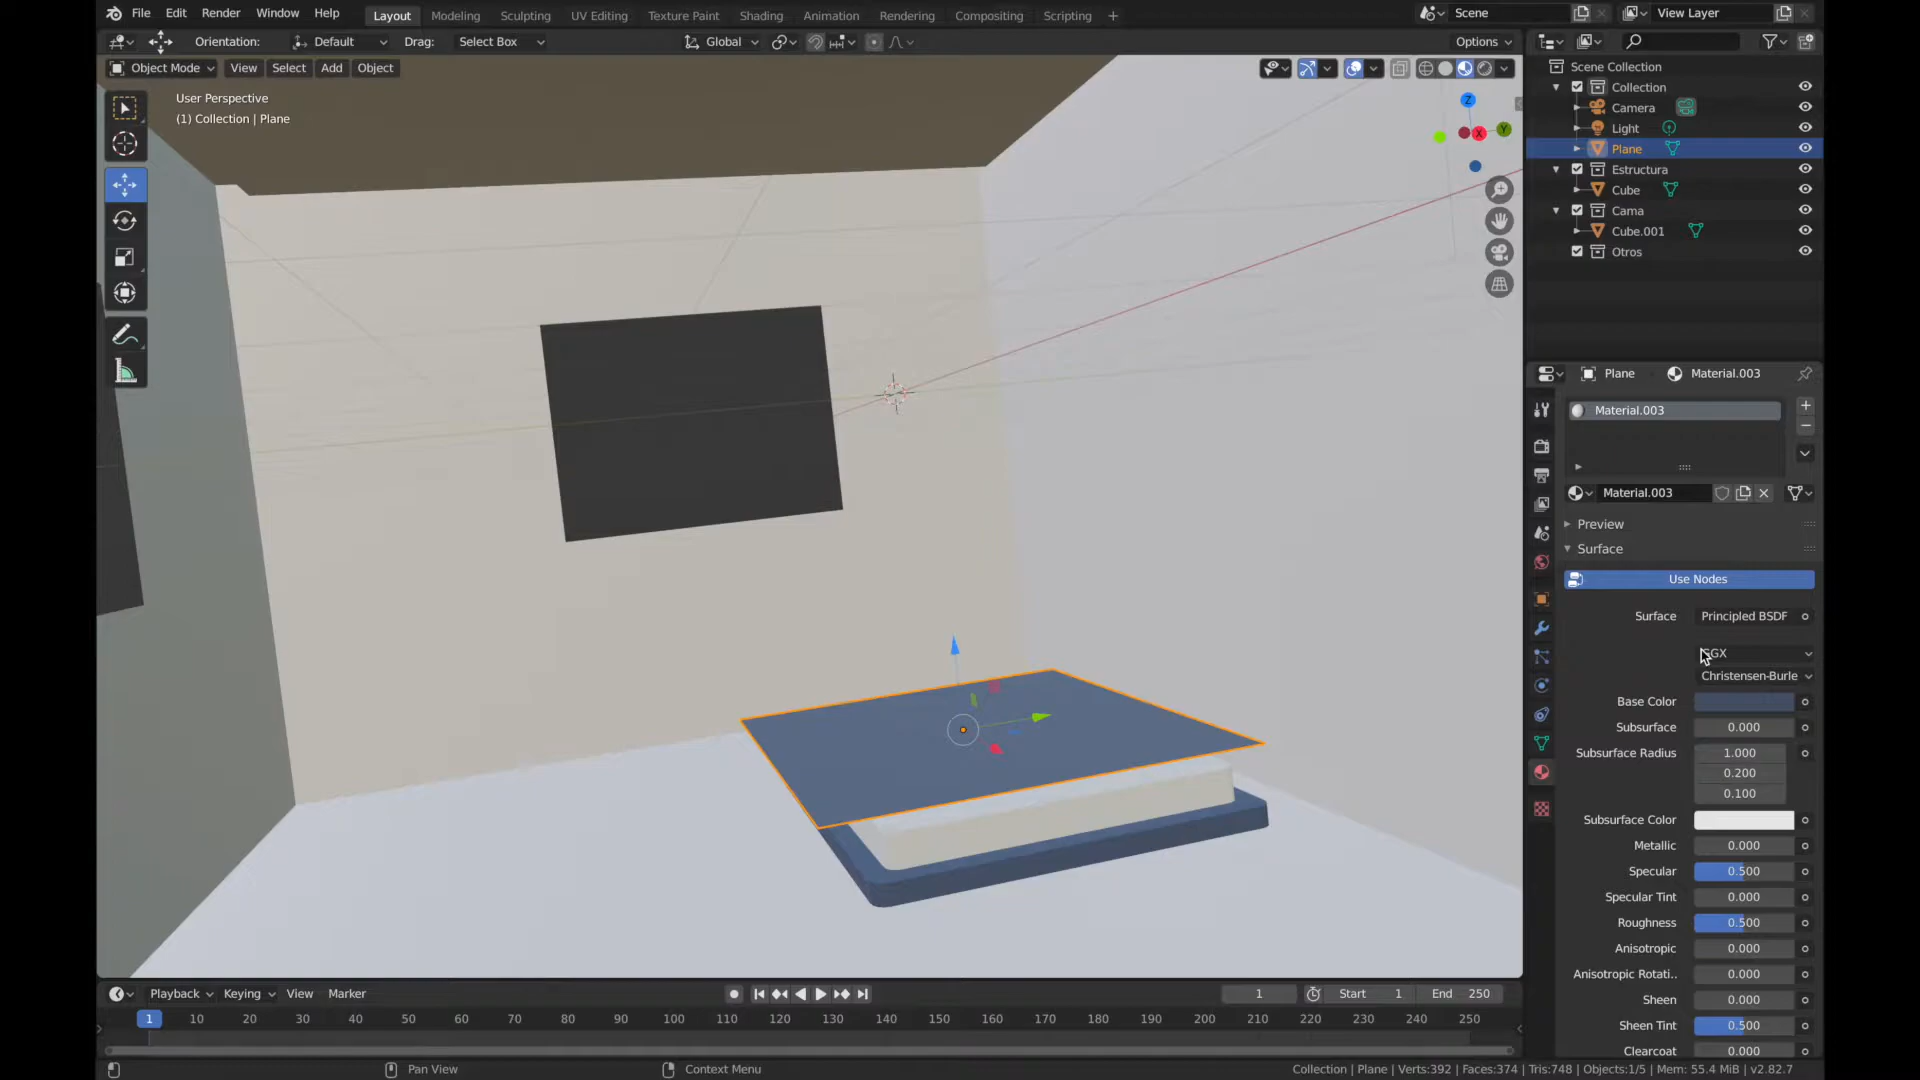 File Edit Render Window Help Layout Modeling Sculpting UV Editing Texture Paint Shading Animation Rendering Compositing Scripting + Scene View Layer
Orientation: Default Drag: Select Box Global Options
Object Mode View Select Add Object
User Perspective
(1) Collection | Plane
Z
X
Y
Scene Collection
Collection
Camera
Light
Plane
Estructura
Cube
Cama
Cube.001
Otros
Plane Material.003
Material.003
Material.003
Preview
Surface
Use Nodes
Surface Principled BSDF
GGX
Christensen-Burle
Base Color
Subsurface 0.000
Subsurface Radius 1.000
0.200
0.100
Subsurface Color
Metallic 0.000
Specular 0.500
Specular Tint 0.000
Roughness 0.500
Anisotropic 0.000
Anisotropic Rotati.. 0.000
Sheen 0.000
Sheen Tint 0.500
Clearcoat 0.000
Playback Keying View Marker 1 Start 1 End 250
1 10 20 30 40 50 60 70 80 90 100 110 120 130 140 150 160 170 180 190 200 210 220 230 240 250
Pan View Context Menu Collection | Plane | Verts:392 | Faces:374 | Tris:748 | Objects:1/5 | Mem: 55.4 MiB | v2.82.7